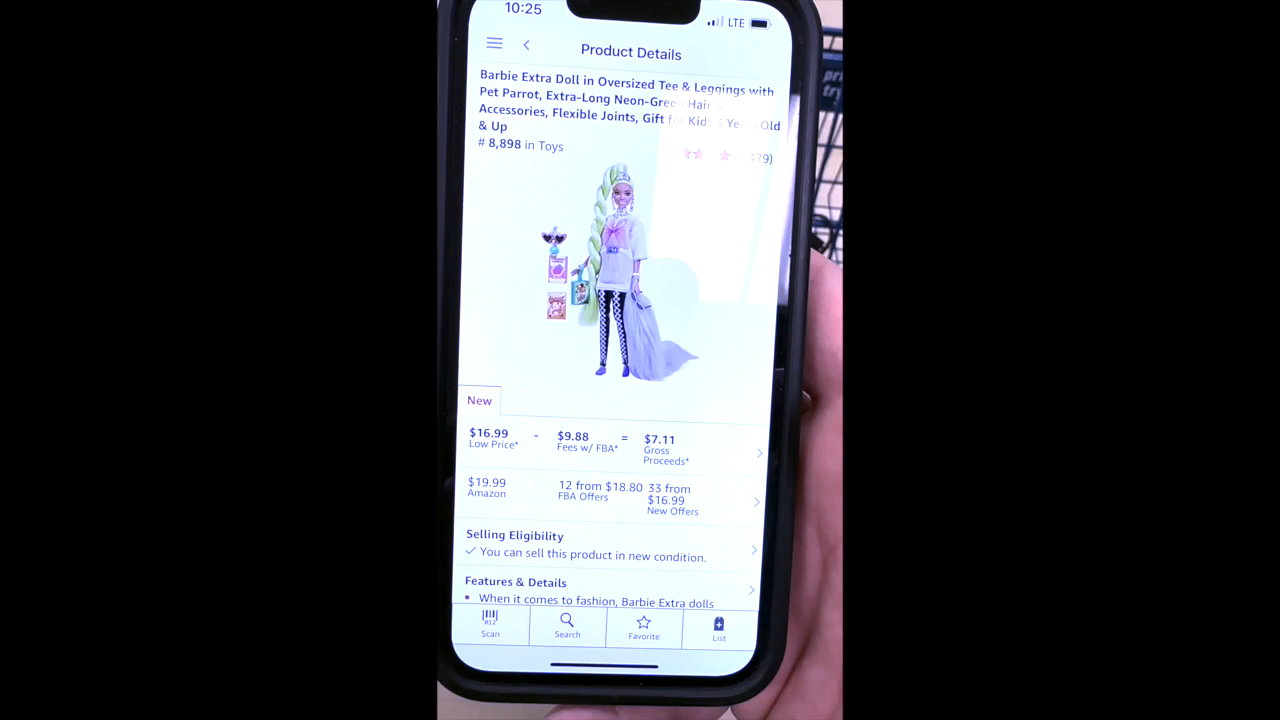 10:25
LTE
Product Details
Barbie Extra Doll in Oversized Tee & Leggings with
Pet Parrot, Extra-Long Neon-Green Hair &
Accessories, Flexible Joints, Gift for Kids Old
& Up
# 8,898 in Toys
New
$16.99 - $9.88 = $7.11
Low Price* Fees w/ FBA* Gross
Proceeds*
$19.99 12 from $18.80 33 from
Amazon FBA Offers $16.99
New Offers
Selling Eligibility
✓ You can sell this product in new condition.
Features & Details
• When it comes to fashion, Barbie Extra dolls
Scan Search Favorite List